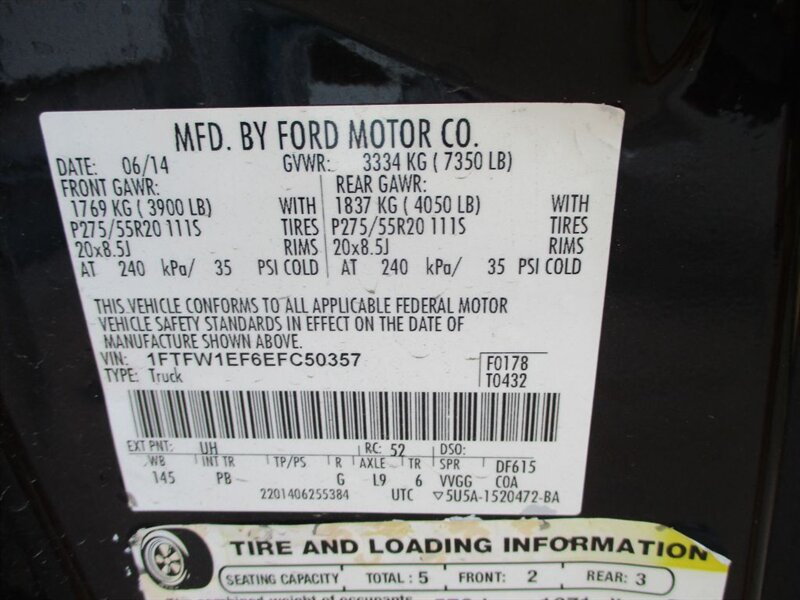 MFD. BY FORD MOTOR CO.
DATE: 06/14 GVWR: 3334 KG ( 7350 LB)
FRONT GAWR: REAR GAWR:
1769 KG ( 3900 LB) WITH 1837 KG ( 4050 LB) WITH
P275/55R20 111S TIRES P275/55R20 111S TIRES
20x8.5J RIMS 20x8.5J RIMS
AT 240 kPa/ 35 PSI COLD AT 240 kPa/ 35 PSI COLD
THIS VEHICLE CONFORMS TO ALL APPLICABLE FEDERAL MOTOR
VEHICLE SAFETY STANDARDS IN EFFECT ON THE DATE OF
MANUFACTURE SHOWN ABOVE.
VIN: 1FTFW1EF6EFC50357 F0178
TYPE: Truck T0432
EXT PNT: UH RC: 52 DSO:
WB INT TR TP/PS R AXLE TR SPR DF615
145 PB G L9 6 VVGG COA
2201406255384 UTC ▽5U5A-1520472-BA
TIRE AND LOADING INFORMATION
SEATING CAPACITY TOTAL : 5 FRONT: 2 REAR: 3
combined weight of occupants